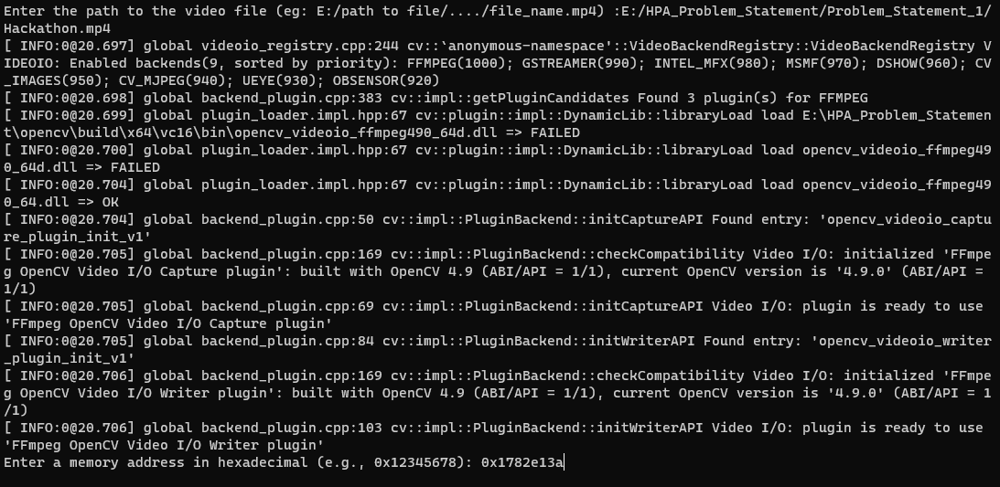 Enter the path to the video file (eg: E:/path to file/..../file_name.mp4) :E:/HPA_Problem_Statement/Problem_Statement_1/
Hackathon.mp4
[ INFO:0@20.697] global videoio_registry.cpp:244 cv::`anonymous-namespace'::VideoBackendRegistry::VideoBackendRegistry V
IDEOIO: Enabled backends(9, sorted by priority): FFMPEG(1000); GSTREAMER(990); INTEL_MFX(980); MSMF(970); DSHOW(960); CV
_IMAGES(950); CV_MJPEG(940); UEYE(930); OBSENSOR(920)
[ INFO:0@20.698] global backend_plugin.cpp:383 cv::impl::getPluginCandidates Found 3 plugin(s) for FFMPEG
[ INFO:0@20.699] global plugin_loader.impl.hpp:67 cv::plugin::impl::DynamicLib::libraryLoad load E:\HPA_Problem_Statemen
t\opencv\build\x64\vc16\bin\opencv_videoio_ffmpeg490_64d.dll => FAILED
[ INFO:0@20.700] global plugin_loader.impl.hpp:67 cv::plugin::impl::DynamicLib::libraryLoad load opencv_videoio_ffmpeg49
0_64d.dll => FAILED
[ INFO:0@20.704] global plugin_loader.impl.hpp:67 cv::plugin::impl::DynamicLib::libraryLoad load opencv_videoio_ffmpeg49
0_64.dll => OK
[ INFO:0@20.704] global backend_plugin.cpp:50 cv::impl::PluginBackend::initCaptureAPI Found entry: 'opencv_videoio_captu
re_plugin_init_v1'
[ INFO:0@20.705] global backend_plugin.cpp:169 cv::impl::PluginBackend::checkCompatibility Video I/O: initialized 'FFmpe
g OpenCV Video I/O Capture plugin': built with OpenCV 4.9 (ABI/API = 1/1), current OpenCV version is '4.9.0' (ABI/API =
1/1)
[ INFO:0@20.705] global backend_plugin.cpp:69 cv::impl::PluginBackend::initCaptureAPI Video I/O: plugin is ready to use
'FFmpeg OpenCV Video I/O Capture plugin'
[ INFO:0@20.705] global backend_plugin.cpp:84 cv::impl::PluginBackend::initWriterAPI Found entry: 'opencv_videoio_writer
_plugin_init_v1'
[ INFO:0@20.706] global backend_plugin.cpp:169 cv::impl::PluginBackend::checkCompatibility Video I/O: initialized 'FFmpe
g OpenCV Video I/O Writer plugin': built with OpenCV 4.9 (ABI/API = 1/1), current OpenCV version is '4.9.0' (ABI/API = 1
/1)
[ INFO:0@20.706] global backend_plugin.cpp:103 cv::impl::PluginBackend::initWriterAPI Video I/O: plugin is ready to use
'FFmpeg OpenCV Video I/O Writer plugin'
Enter a memory address in hexadecimal (e.g., 0x12345678): 0x1782e13a